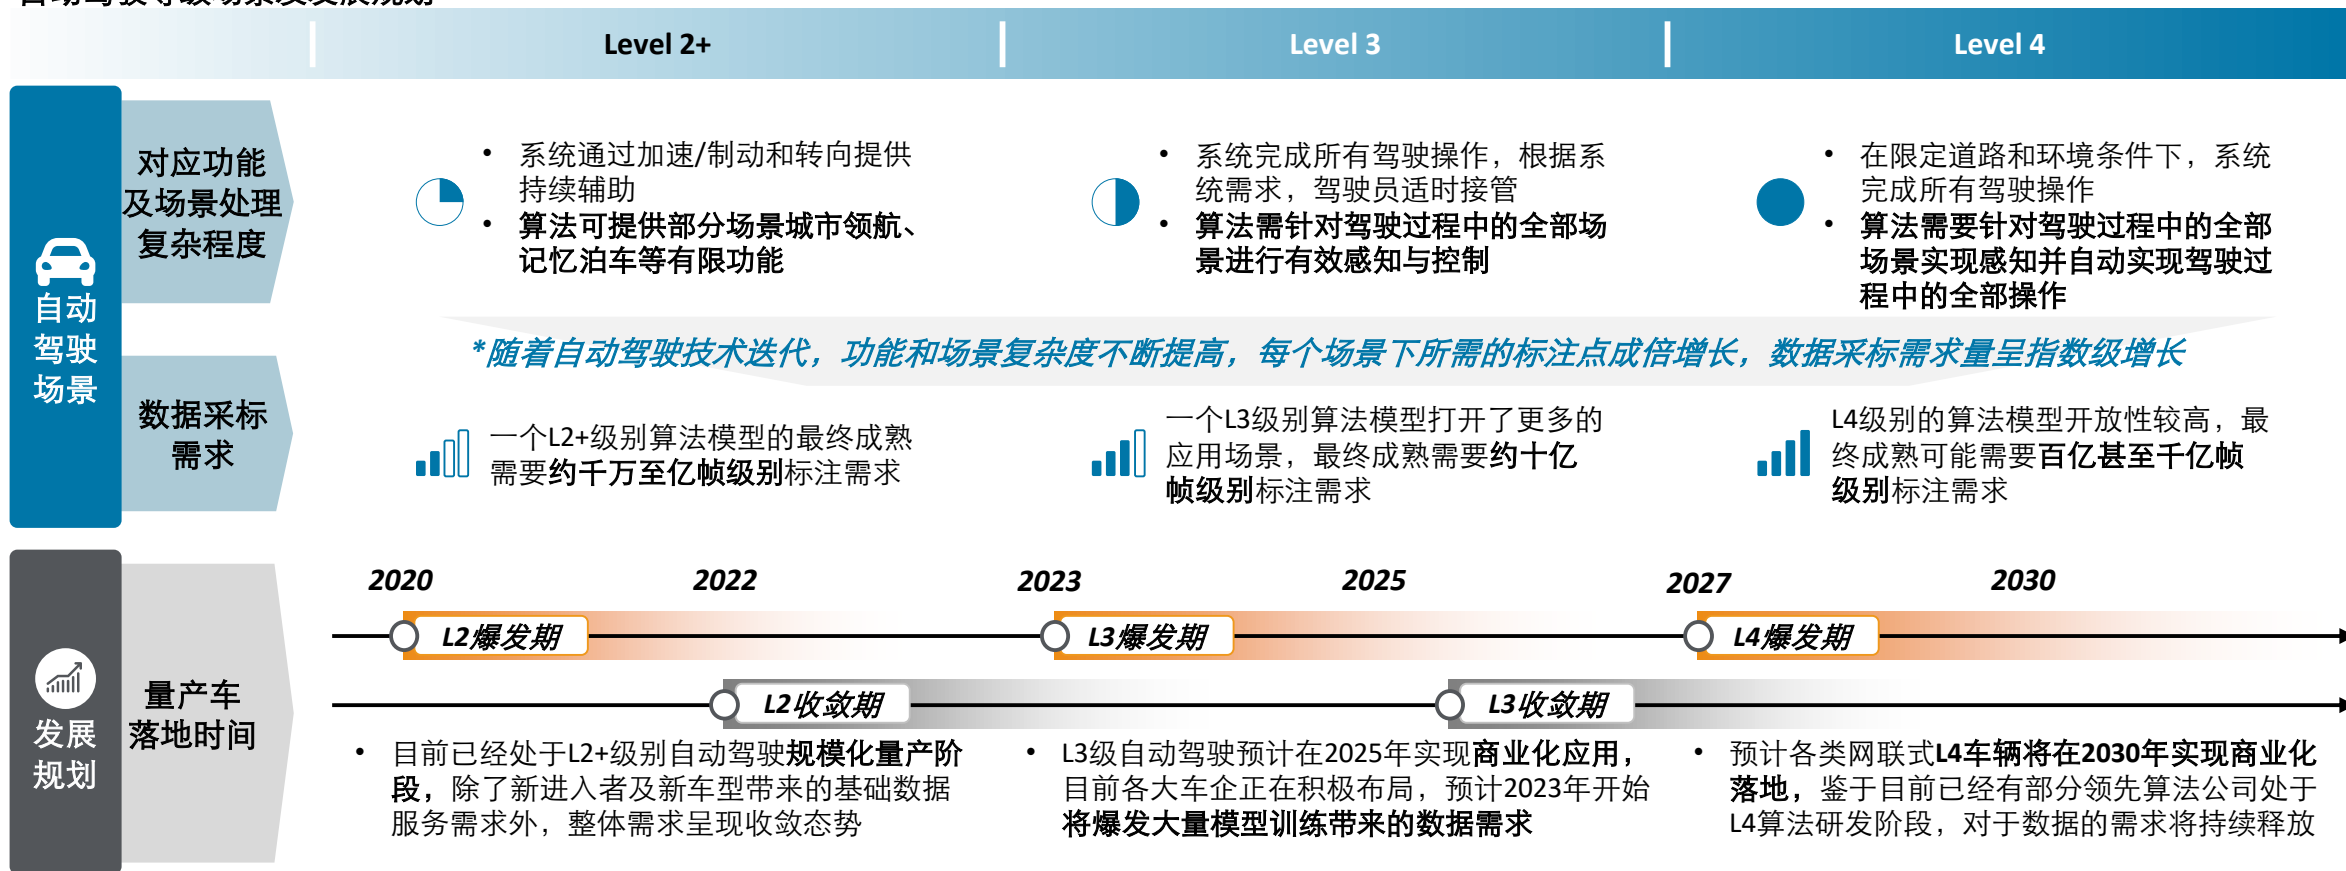 自动驾驶等级场景及发展规划
Level 2+
Level 3
Level 4
自动
驾驶
场景
对应功能
及场景处理
复杂程度
• 系统通过加速/制动和转向提供
持续辅助
• 算法可提供部分场景城市领航、
记忆泊车等有限功能
• 系统完成所有驾驶操作，根据系
统需求，驾驶员适时接管
• 算法需针对驾驶过程中的全部场
景进行有效感知与控制
• 在限定道路和环境条件下，系统
完成所有驾驶操作
• 算法需要针对驾驶过程中的全部
场景实现感知并自动实现驾驶过
程中的全部操作
*随着自动驾驶技术迭代，功能和场景复杂度不断提高，每个场景下所需的标注点成倍增长，数据采标需求量呈指数级增长
数据采标
需求
一个L2+级别算法模型的最终成熟
需要约千万至亿帧级别标注需求
一个L3级别算法模型打开了更多的
应用场景，最终成熟需要约十亿
帧级别标注需求
L4级别的算法模型开放性较高，最
终成熟可能需要百亿甚至千亿帧
级别标注需求
发展
规划
量产车
落地时间
2020
2022
2023
2025
2027
2030
L2爆发期
L3爆发期
L4爆发期
L2收敛期
L3收敛期
• 目前已经处于L2+级别自动驾驶规模化量产阶
段，除了新进入者及新车型带来的基础数据
服务需求外，整体需求呈现收敛态势
• L3级自动驾驶预计在2025年实现商业化应用，
目前各大车企正在积极布局，预计2023年开始
将爆发大量模型训练带来的数据需求
• 预计各类网联式L4车辆将在2030年实现商业化
落地，鉴于目前已经有部分领先算法公司处于
L4算法研发阶段，对于数据的需求将持续释放